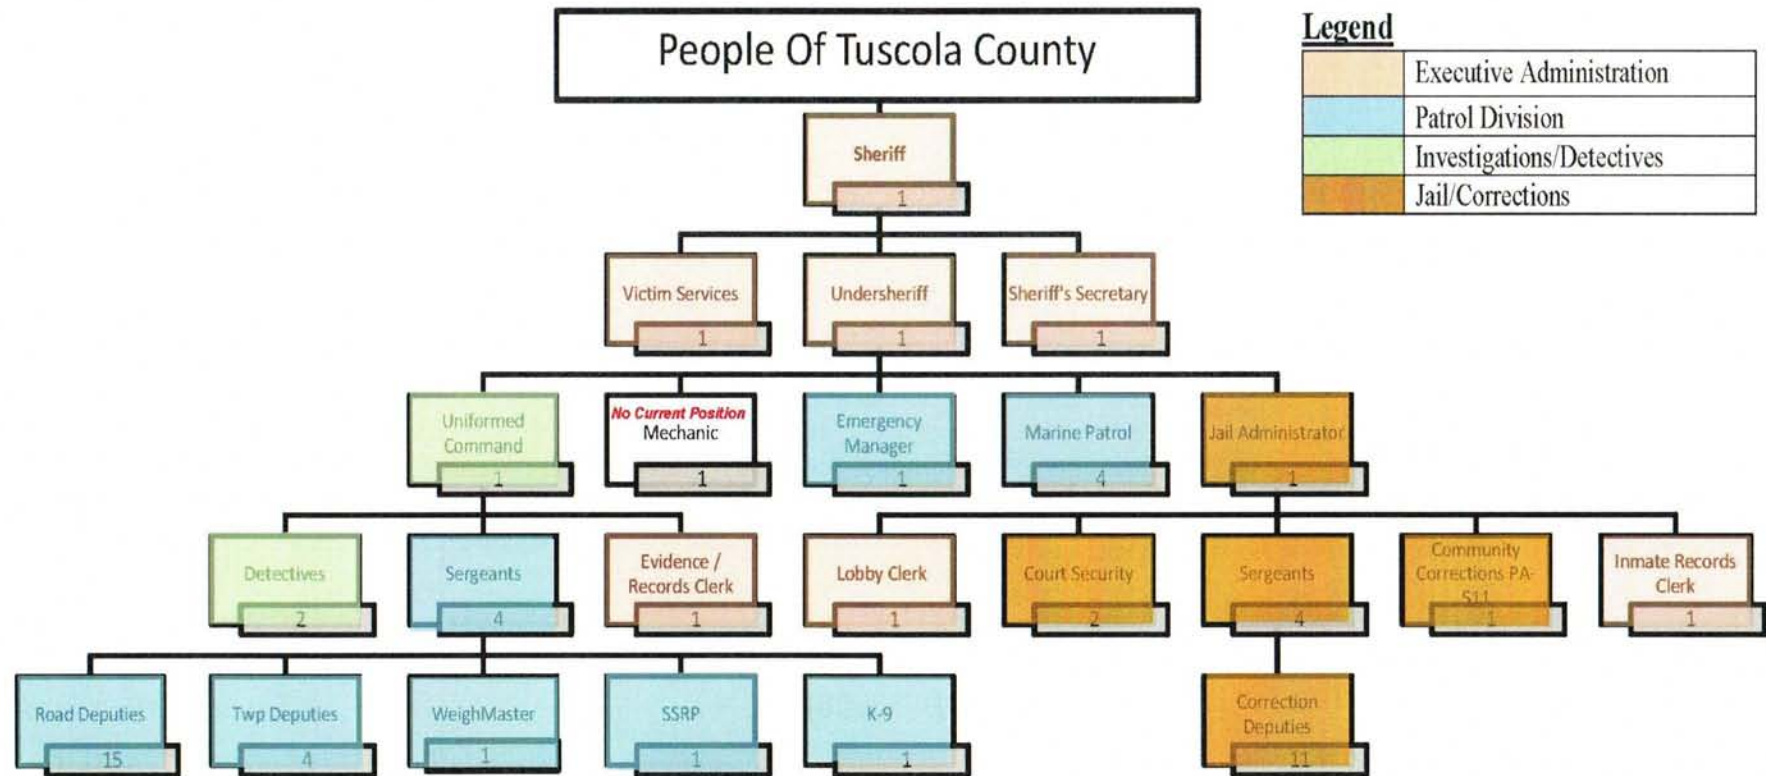 People Of Tuscola County
Legend
Executive Administration
Patrol Division
Investigations/Detectives
Jail/Corrections
Sheriff
1
Victim Services
1
Undersheriff
1
Sheriff's Secretary
1
Uniformed
Command
1
No Current Position
Mechanic
1
Emergency
Manager
1
Marine Patrol
4
Jail Administrator
1
Detectives
2
Sergeants
4
Evidence /
Records Clerk
1
Lobby Clerk
1
Court Security
2
Sergeants
4
Community
Corrections PA-
511
1
Inmate Records
Clerk
1
Road Deputies
15
Twp Deputies
4
WeighMaster
1
SSRP
1
K-9
1
Correction
Deputies
11